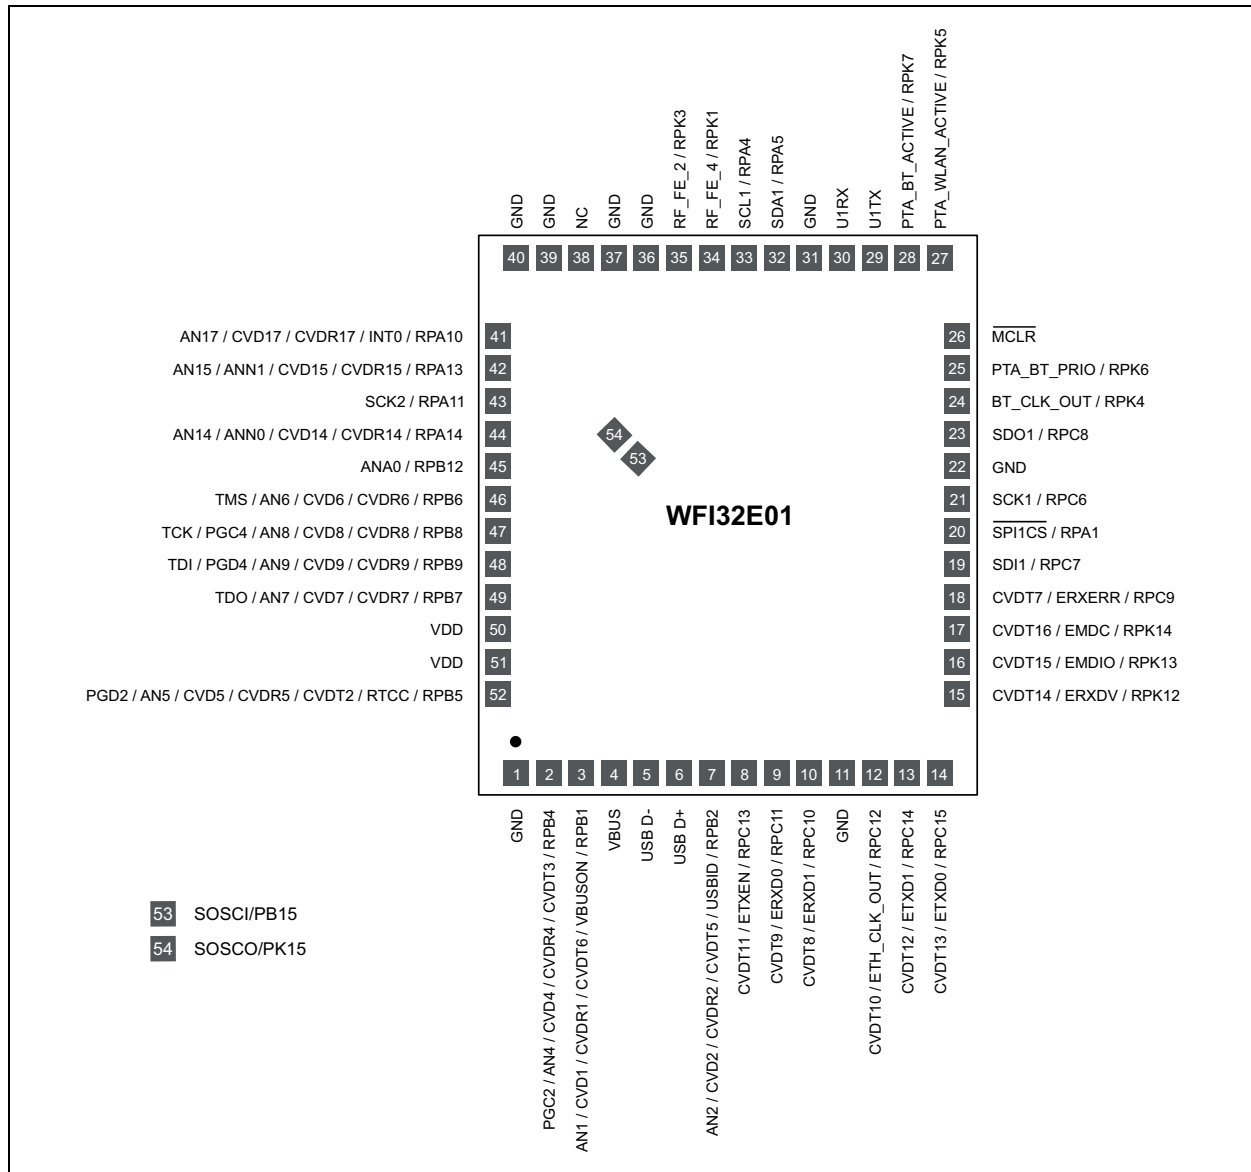 PTA_WLAN_ACTIVE / RPK5
PTA_BT_ACTIVE / RPK7
U1TX
U1RX
GND
SDA1 / RPA5
SCL1 / RPA4
RF_FE_4 / RPK1
RF_FE_2 / RPK3
GND
GND
NC
GND
GND
40 39 38 37 36 35 34 33 32 31 30 29 28 27
AN17 / CVD17 / CVDR17 / INT0 / RPA10 41
AN15 / ANN1 / CVD15 / CVDR15 / RPA13 42
SCK2 / RPA11 43
AN14 / ANN0 / CVD14 / CVDR14 / RPA14 44
ANA0 / RPB12 45
TMS / AN6 / CVD6 / CVDR6 / RPB6 46
TCK / PGC4 / AN8 / CVD8 / CVDR8 / RPB8 47
TDI / PGD4 / AN9 / CVD9 / CVDR9 / RPB9 48
TDO / AN7 / CVD7 / CVDR7 / RPB7 49
VDD 50
VDD 51
PGD2 / AN5 / CVD5 / CVDR5 / CVDT2 / RTCC / RPB5 52
54
53
WFI32E01
26 MCLR
25 PTA_BT_PRIO / RPK6
24 BT_CLK_OUT / RPK4
23 SDO1 / RPC8
22 GND
21 SCK1 / RPC6
20 SPI1CS / RPA1
19 SDI1 / RPC7
18 CVDT7 / ERXERR / RPC9
17 CVDT16 / EMDC / RPK14
16 CVDT15 / EMDIO / RPK13
15 CVDT14 / ERXDV / RPK12
1 2 3 4 5 6 7 8 9 10 11 12 13 14
GND
PGC2 / AN4 / CVD4 / CVDR4 / CVDT3 / RPB4
AN1 / CVD1 / CVDR1 / CVDT6 / VBUSON / RPB1
VBUS
USB D-
USB D+
AN2 / CVD2 / CVDR2 / CVDT5 / USBID / RPB2
CVDT11 / ETXEN / RPC13
CVDT9 / ERXD0 / RPC11
CVDT8 / ERXD1 / RPC10
GND
CVDT10 / ETH_CLK_OUT / RPC12
CVDT12 / ETXD1 / RPC14
CVDT13 / ETXD0 / RPC15
53 SOSCI/PB15
54 SOSCO/PK15